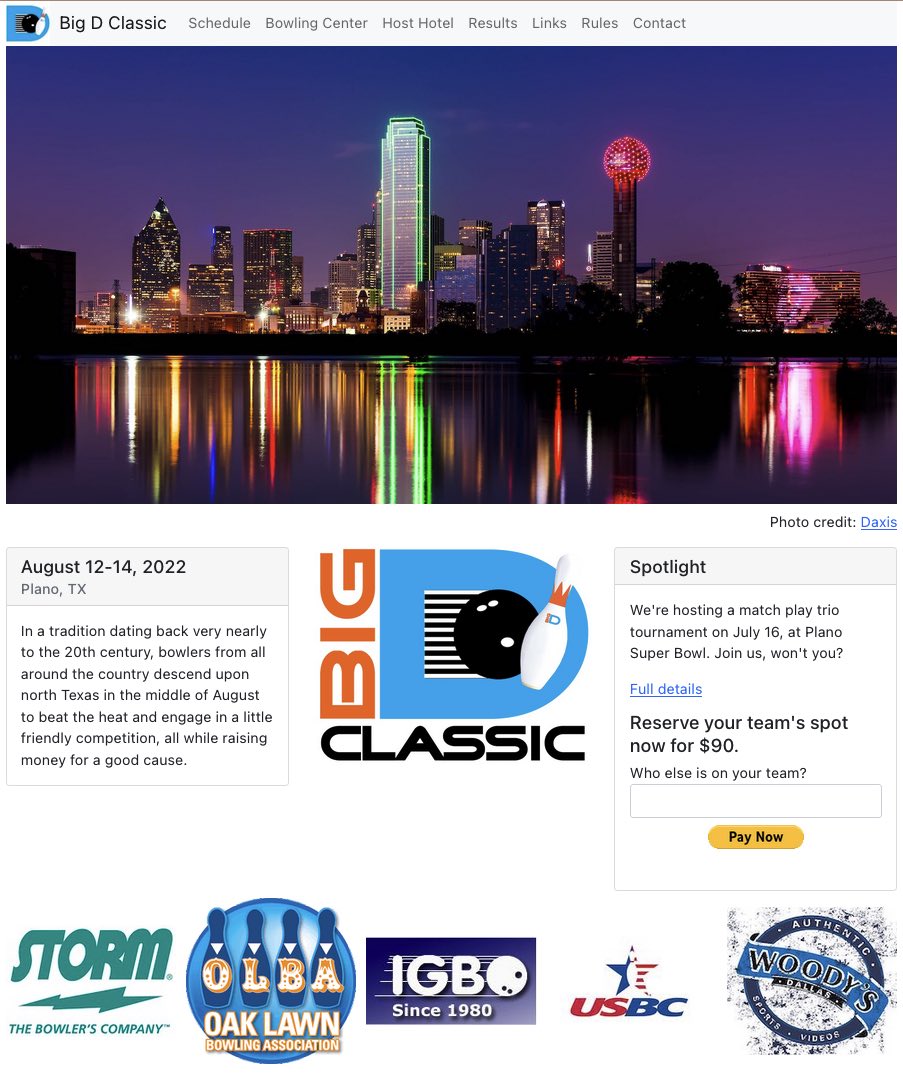 Big D Classic Schedule Bowling Center Host Hotel Results Links Rules Contact
Photo credit: Daxis
August 12-14, 2022
Plano, TX
In a tradition dating back very nearly
to the 20th century, bowlers from all
around the country descend upon
north Texas in the middle of August
to beat the heat and engage in a little
friendly competition, all while raising
money for a good cause.
BIG D
CLASSIC
Spotlight
We're hosting a match play trio
tournament on July 16, at Plano
Super Bowl. Join us, won't you?
Full details
Reserve your team's spot
now for $90.
Who else is on your team?
Pay Now
STORM®
THE BOWLER'S COMPANY™
OLBA
OAK LAWN
BOWLING ASSOCIATION
IGBO
Since 1980
USBC
AUTHENTIC
WOODY'S
DALLAS
SPORTS · VIDEOS